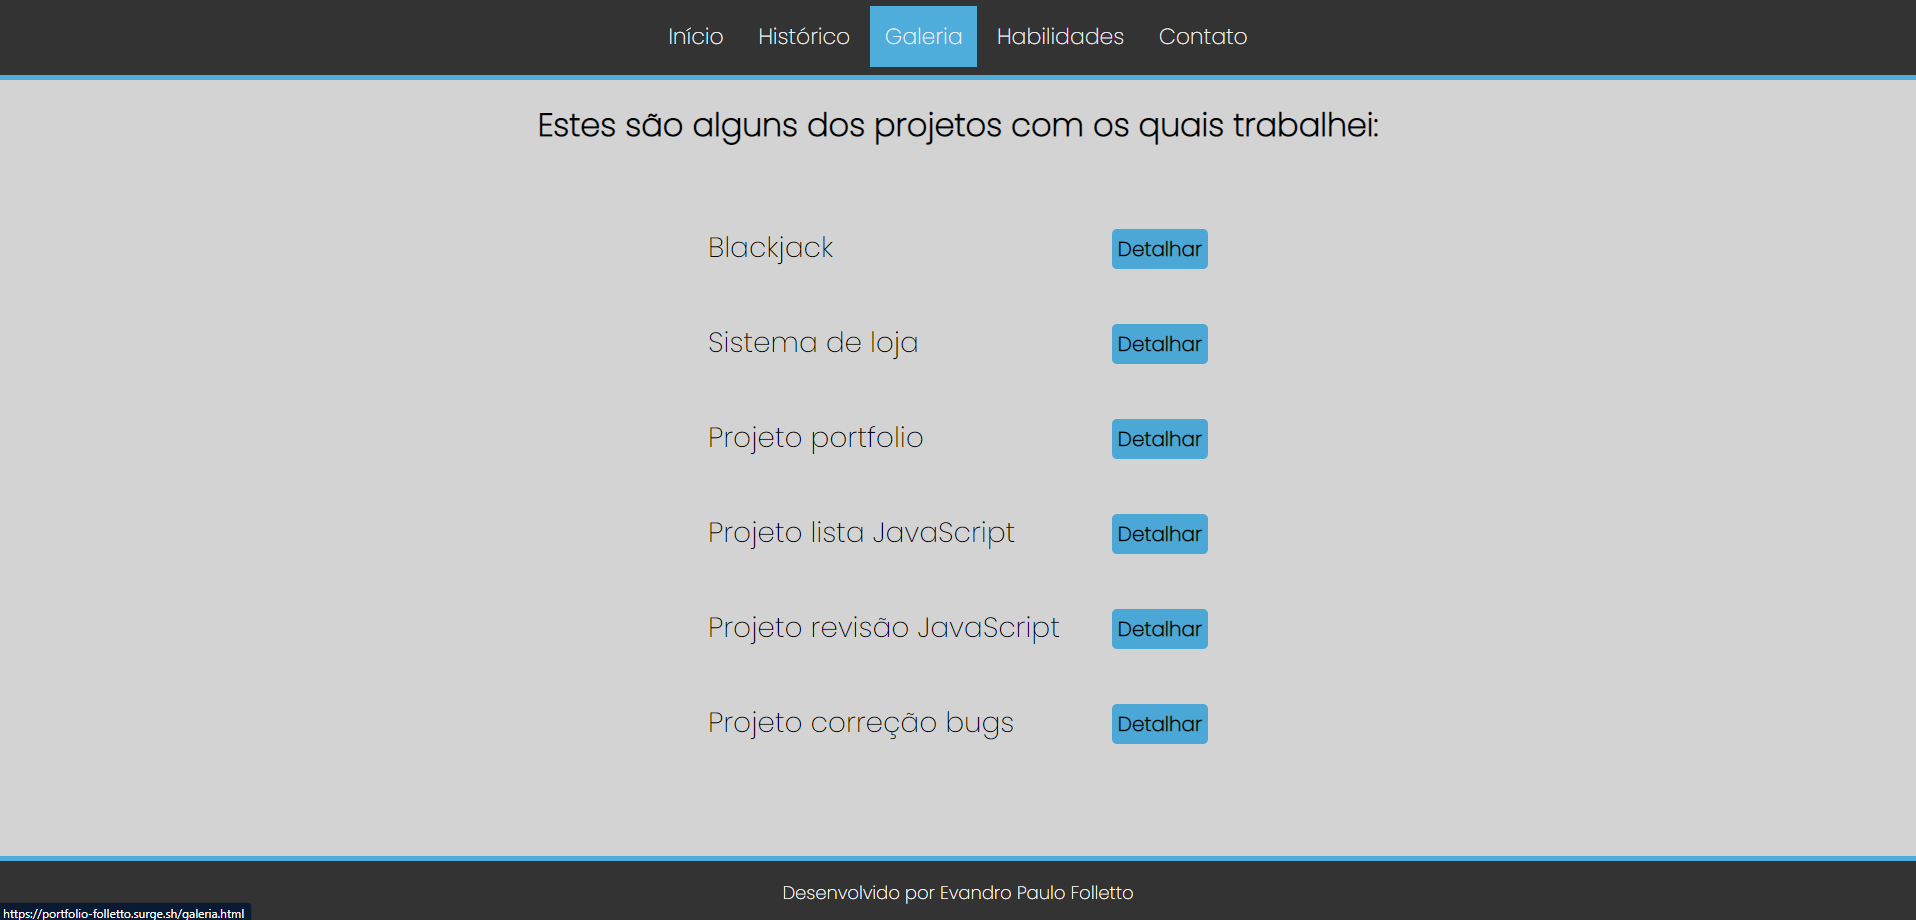 Início Histórico Galeria Habilidades Contato
Estes são alguns dos projetos com os quais trabalhei:
Blackjack Detalhar
Sistema de loja Detalhar
Projeto portfolio Detalhar
Projeto lista JavaScript Detalhar
Projeto revisão JavaScript Detalhar
Projeto correção bugs Detalhar
Desenvolvido por Evandro Paulo Folletto
https://portfolio-folletto.surge.sh/galeria.html